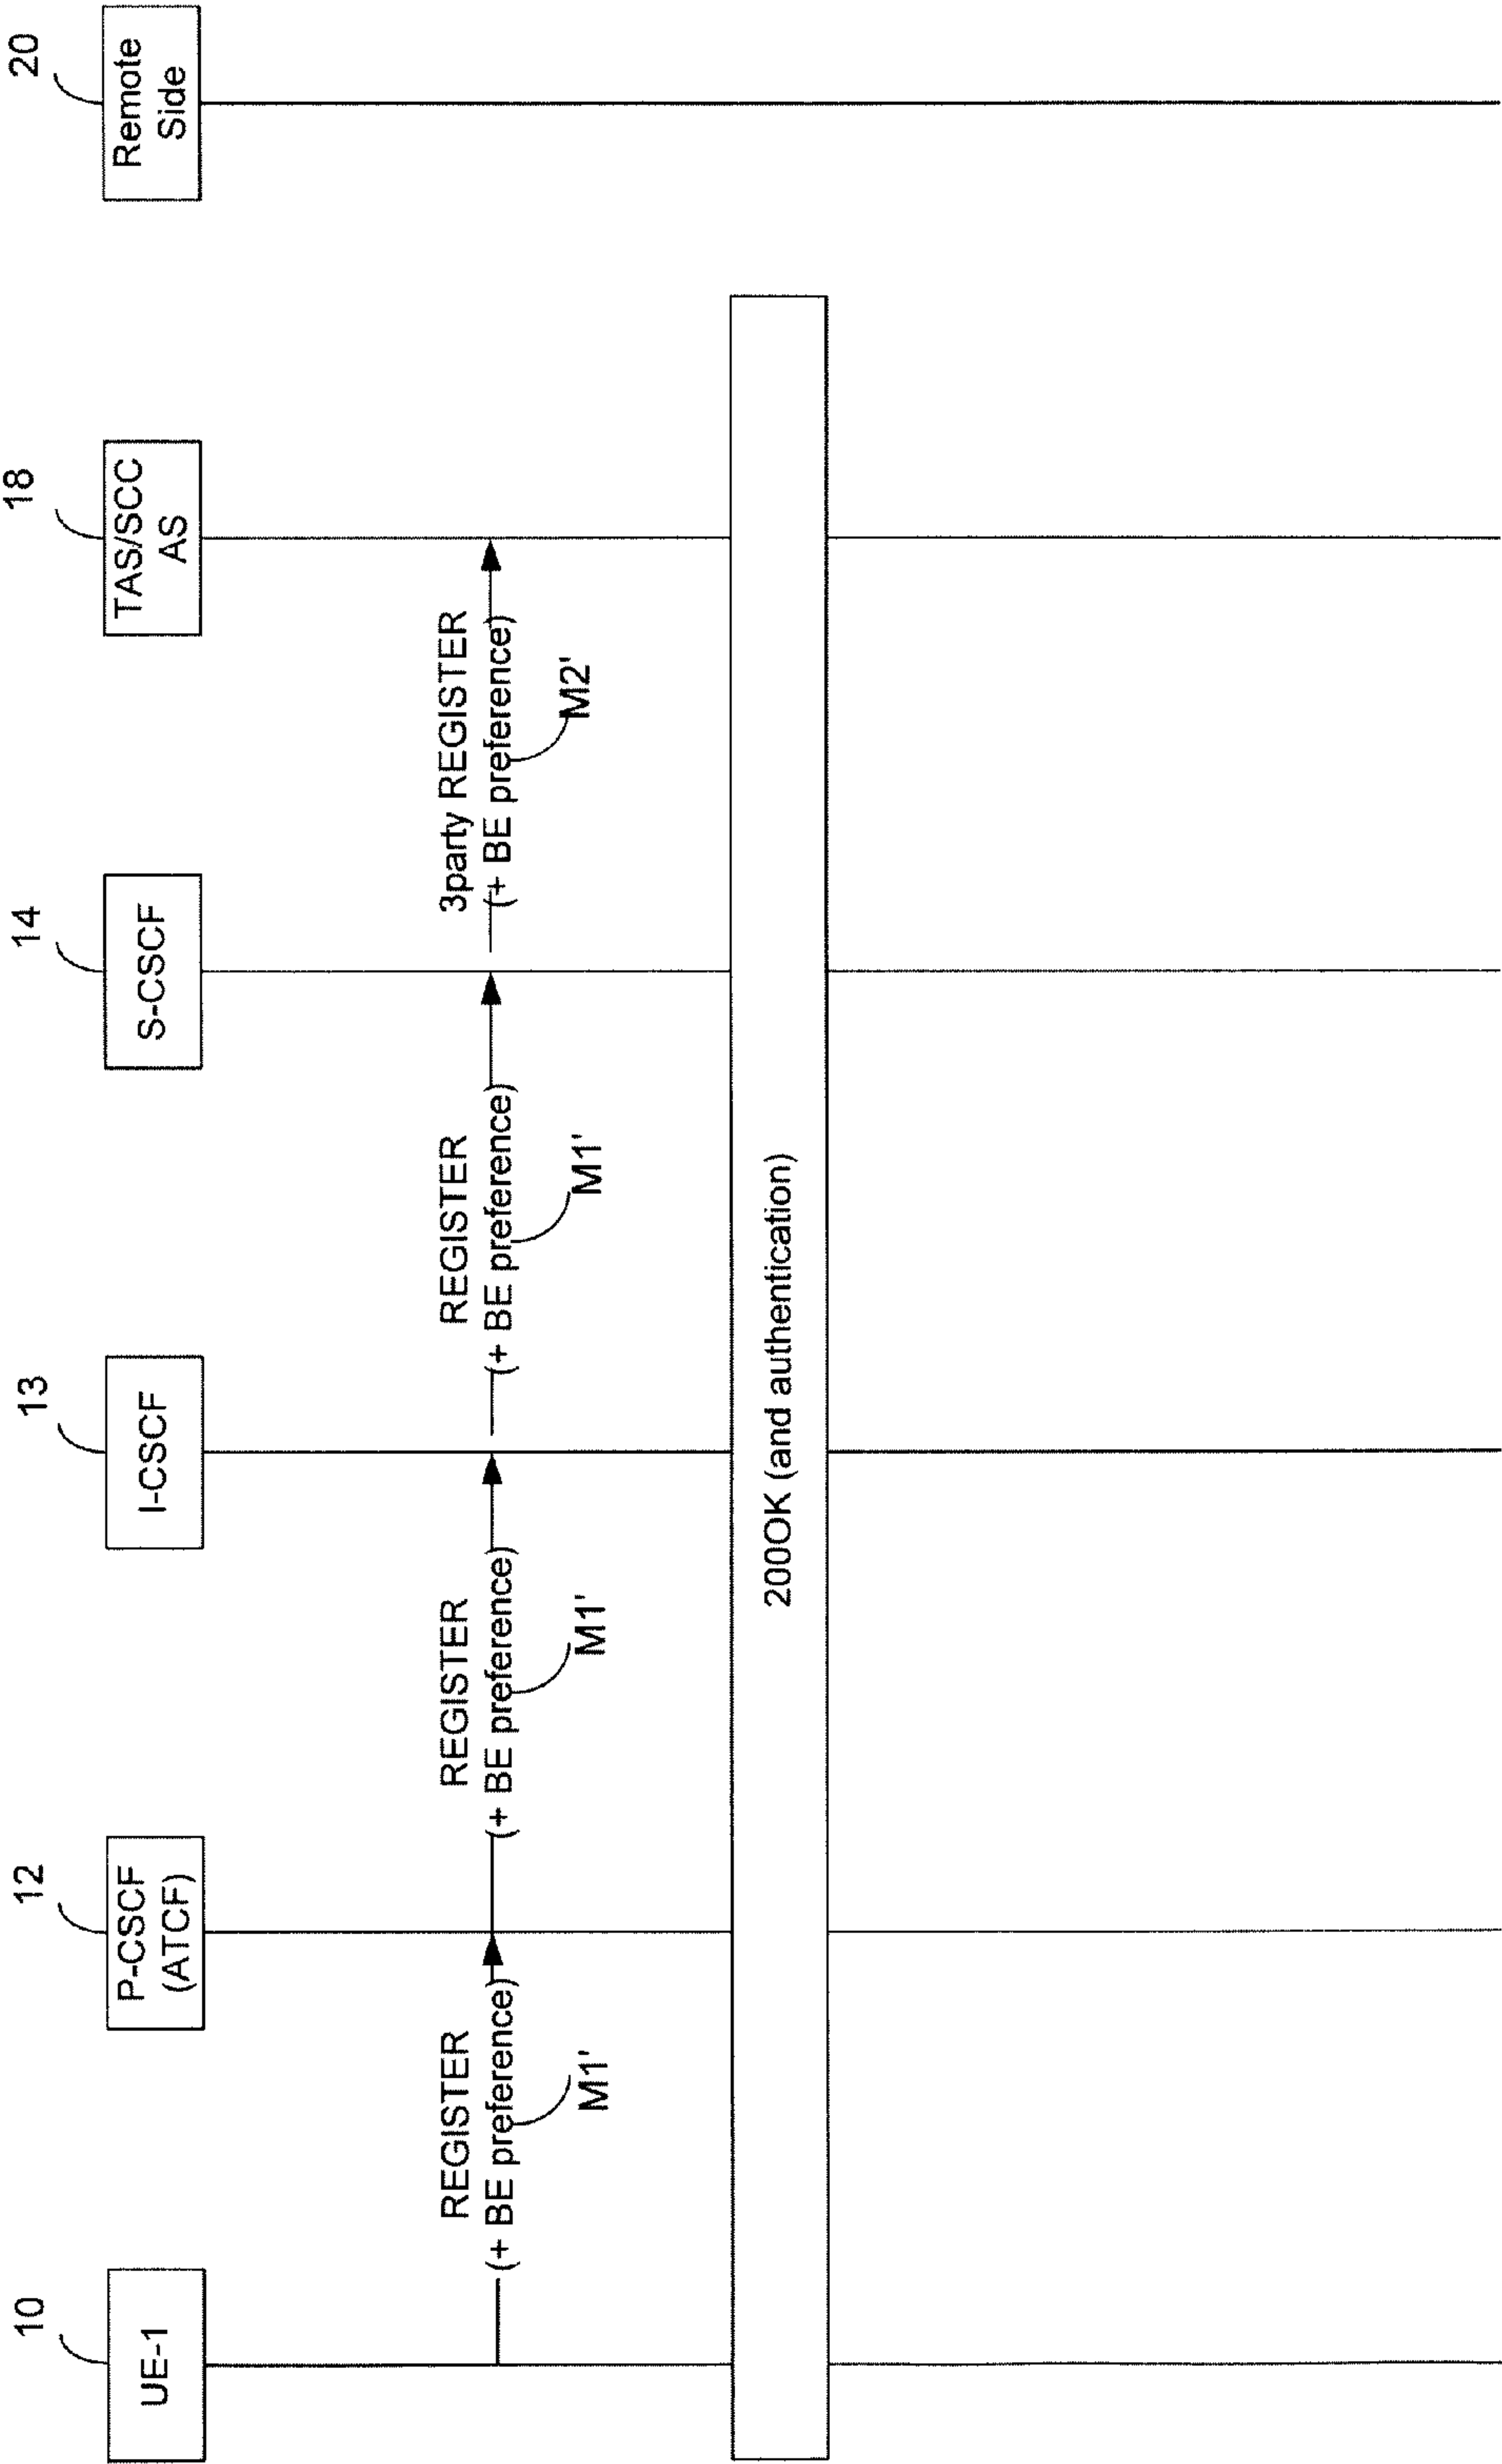 10
12
13
14
18
20
UE-1
P-CSCF
(ATCF)
I-CSCF
S-CSCF
TAS/SCC
AS
Remote
Side
REGISTER
(+ BE preference)
M1'
REGISTER
(+ BE preference)
M1'
REGISTER
(+ BE preference)
M1'
3party REGISTER
(+ BE preference)
M2'
200OK (and authentication)